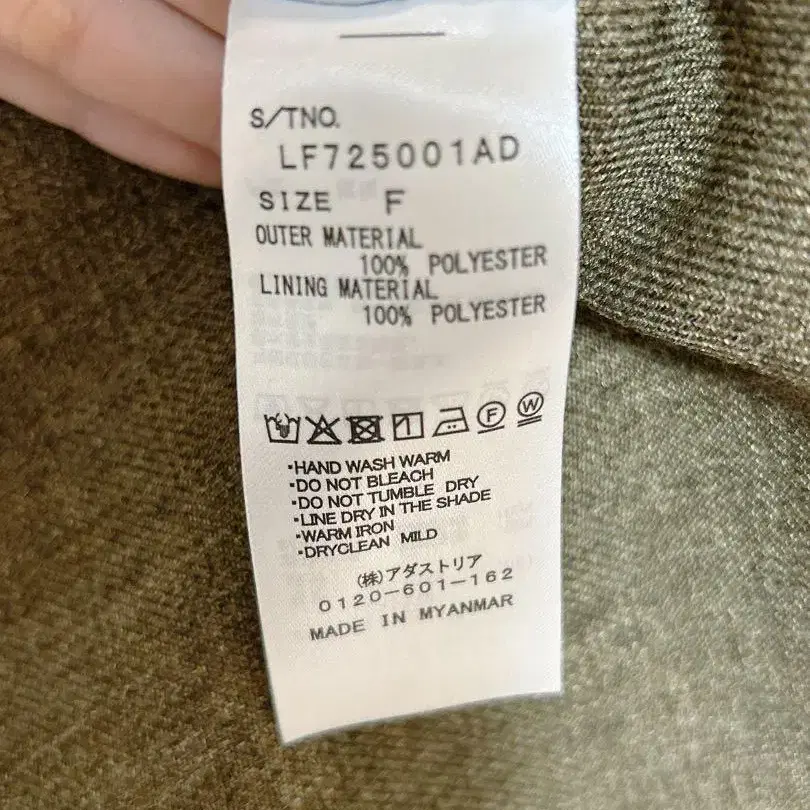 S/TNO.
LF725001AD
SIZE F
OUTER MATERIAL
100% POLYESTER
LINING MATERIAL
100% POLYESTER
F W
・HAND WASH WARM
・DO NOT BLEACH
・DO NOT TUMBLE DRY
・LINE DRY IN THE SHADE
・WARM IRON
・DRYCLEAN MILD
(株)アダストリア
0120-601-162
MADE IN MYANMAR